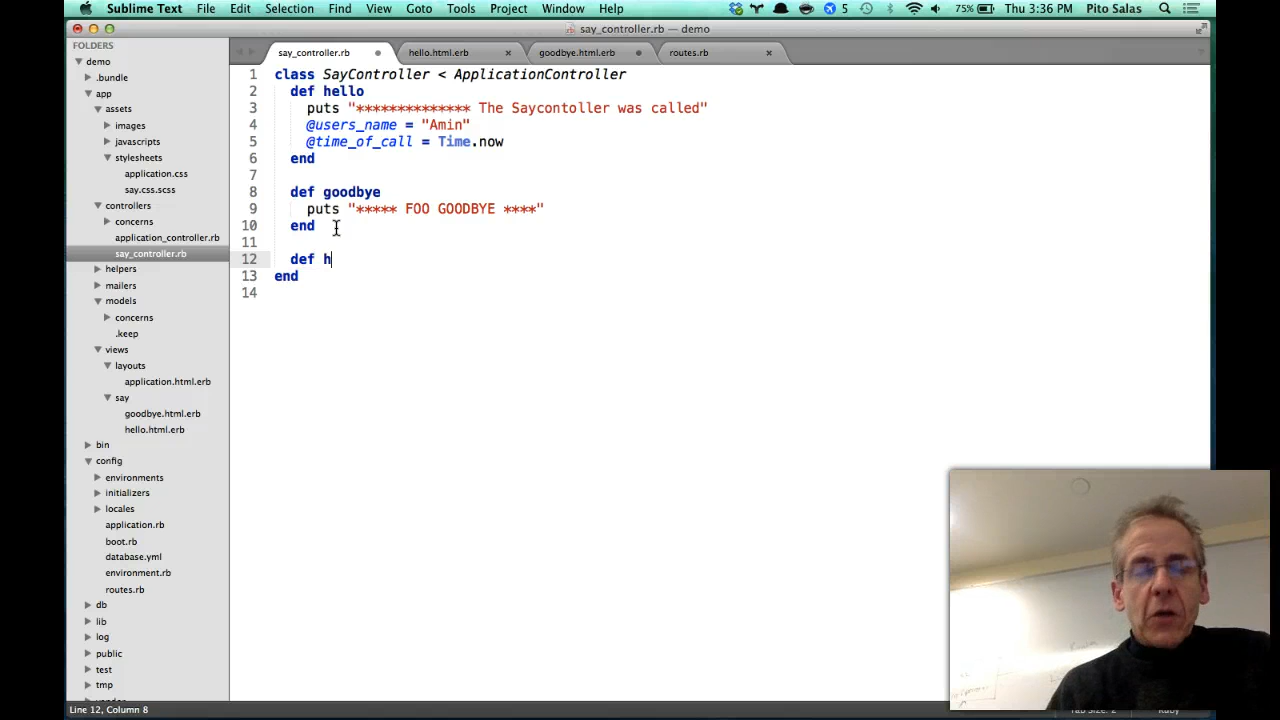 Sublime Text File Edit Selection Find View Goto Tools Project Window Help 5 75% Thu 3:36 PM Pito Salas
say_controller.rb — demo
FOLDERS
say_controller.rb hello.html.erb goodbye.html.erb routes.rb
demo
.bundle
app
assets
images
javascripts
stylesheets
application.css
say.css.scss
controllers
concerns
application_controller.rb
say_controller.rb
helpers
mailers
models
concerns
.keep
views
layouts
application.html.erb
say
goodbye.html.erb
hello.html.erb
bin
config
environments
initializers
locales
application.rb
boot.rb
database.yml
environment.rb
routes.rb
db
lib
log
public
test
tmp
1 class SayController < ApplicationController
2 def hello
3 puts "************** The Saycontoller was called"
4 @users_name = "Amin"
5 @time_of_call = Time.now
6 end
7
8 def goodbye
9 puts "***** FOO GOODBYE ****"
10 end
11
12 def h
13 end
14
Line 12, Column 8